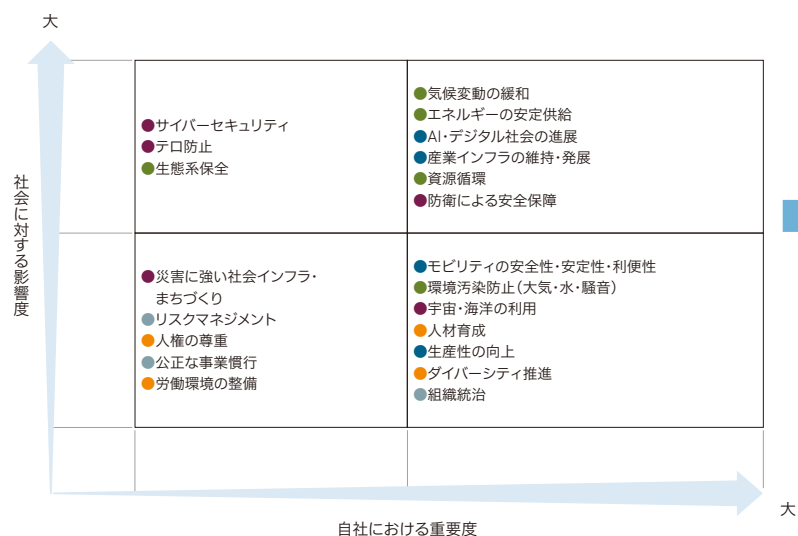 大
社会に対する影響度
●サイバーセキュリティ
●テロ防止
●生態系保全
●気候変動の緩和
●エネルギーの安定供給
●AI・デジタル社会の進展
●産業インフラの維持・発展
●資源循環
●防衛による安全保障
●災害に強い社会インフラ・
まちづくり
●リスクマネジメント
●人権の尊重
●公正な事業慣行
●労働環境の整備
●モビリティの安全性・安定性・利便性
●環境汚染防止（大気・水・騒音）
●宇宙・海洋の利用
●人材育成
●生産性の向上
●ダイバーシティ推進
●組織統治
大
自社における重要度